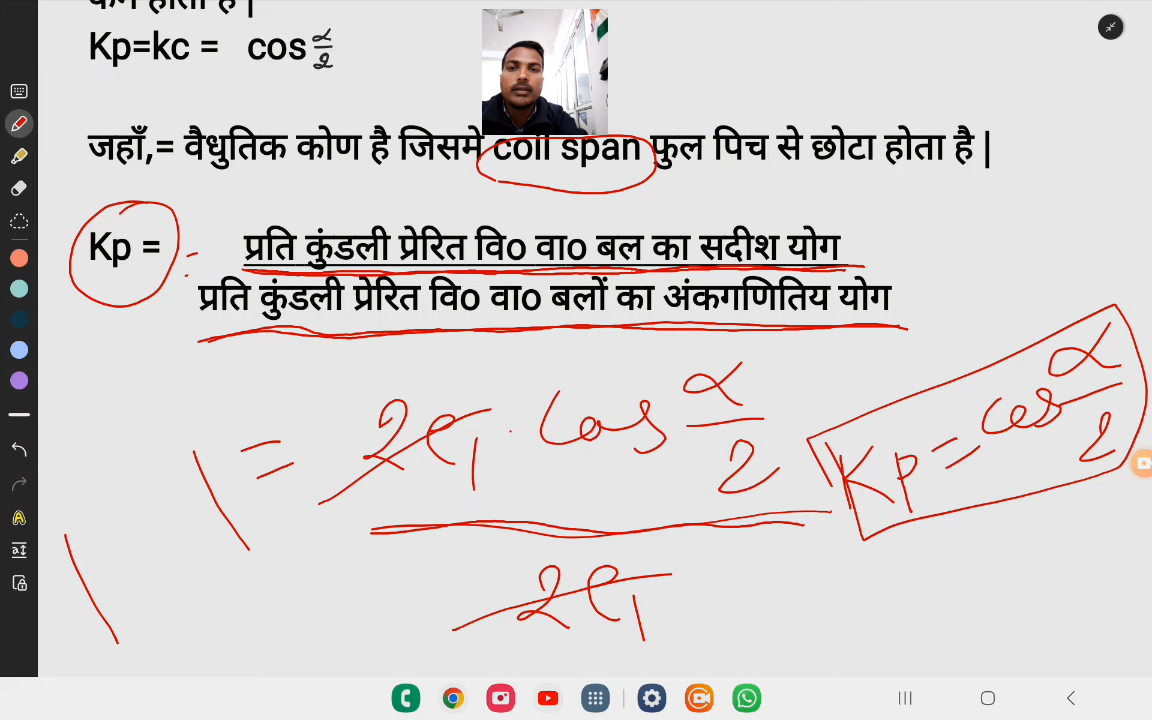 Kp=kc = cos α/2
जहाँ,= वैधुतिक कोण है जिसमे coil span फुल पिच से छोटा होता है |
Kp = प्रति कुंडली प्रेरित वि० वा० बल का सदीश योग
प्रति कुंडली प्रेरित वि० वा० बलों का अंकगणितिय योग
= 2e₁ . Cos α/2
2e₁
Kp = cos α/2